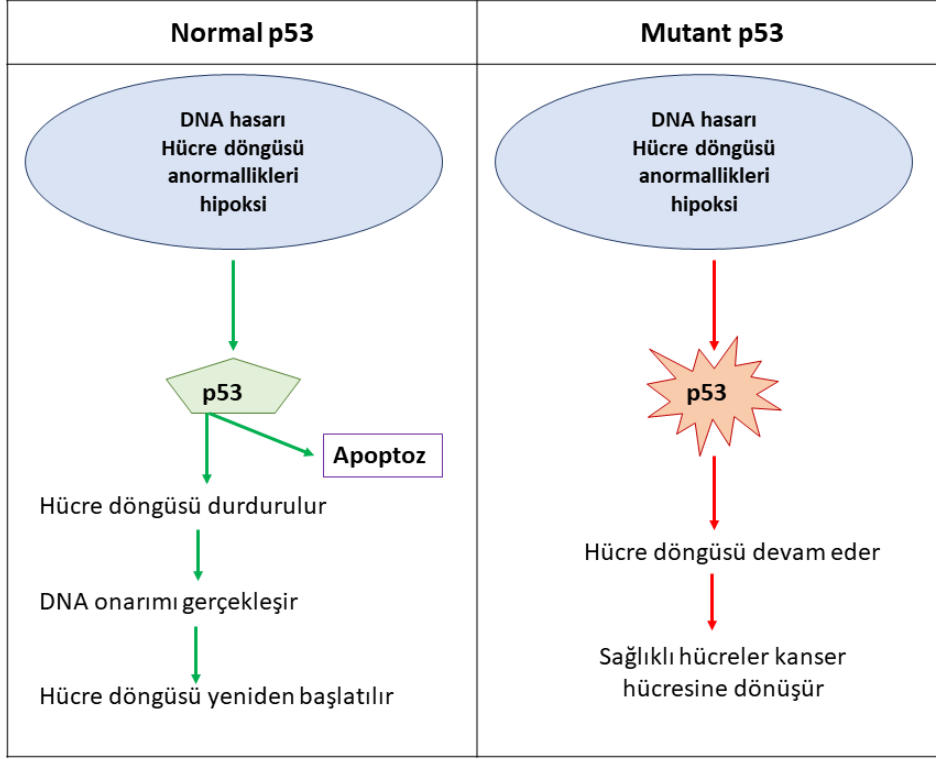 Normal p53
DNA hasarı
Hücre döngüsü
anormallikleri
hipoksi
p53
Apoptoz
Hücre döngüsü durdurulur
DNA onarımı gerçekleşir
Hücre döngüsü yeniden başlatılır
Mutant p53
DNA hasarı
Hücre döngüsü
anormallikleri
hipoksi
p53
Hücre döngüsü devam eder
Sağlıklı hücreler kanser
hücresine dönüşür